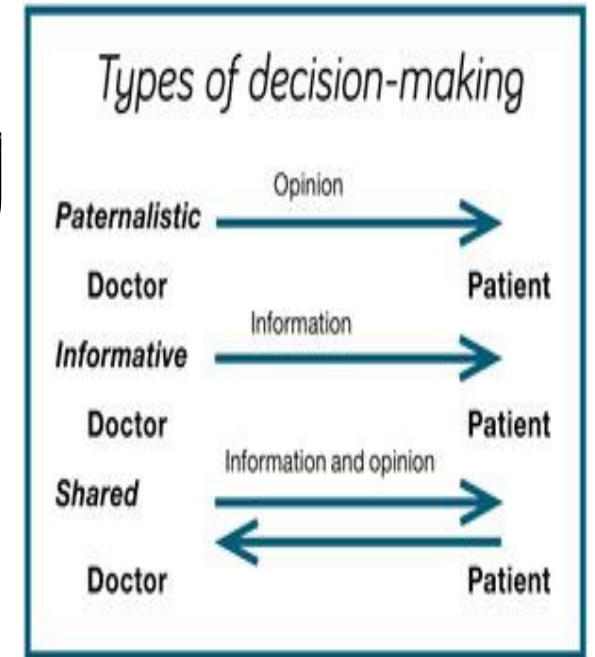 Types of decision-making
Opinion
Paternalistic
Doctor Patient
Information
Informative
Doctor Patient
Information and opinion
Shared
Doctor Patient